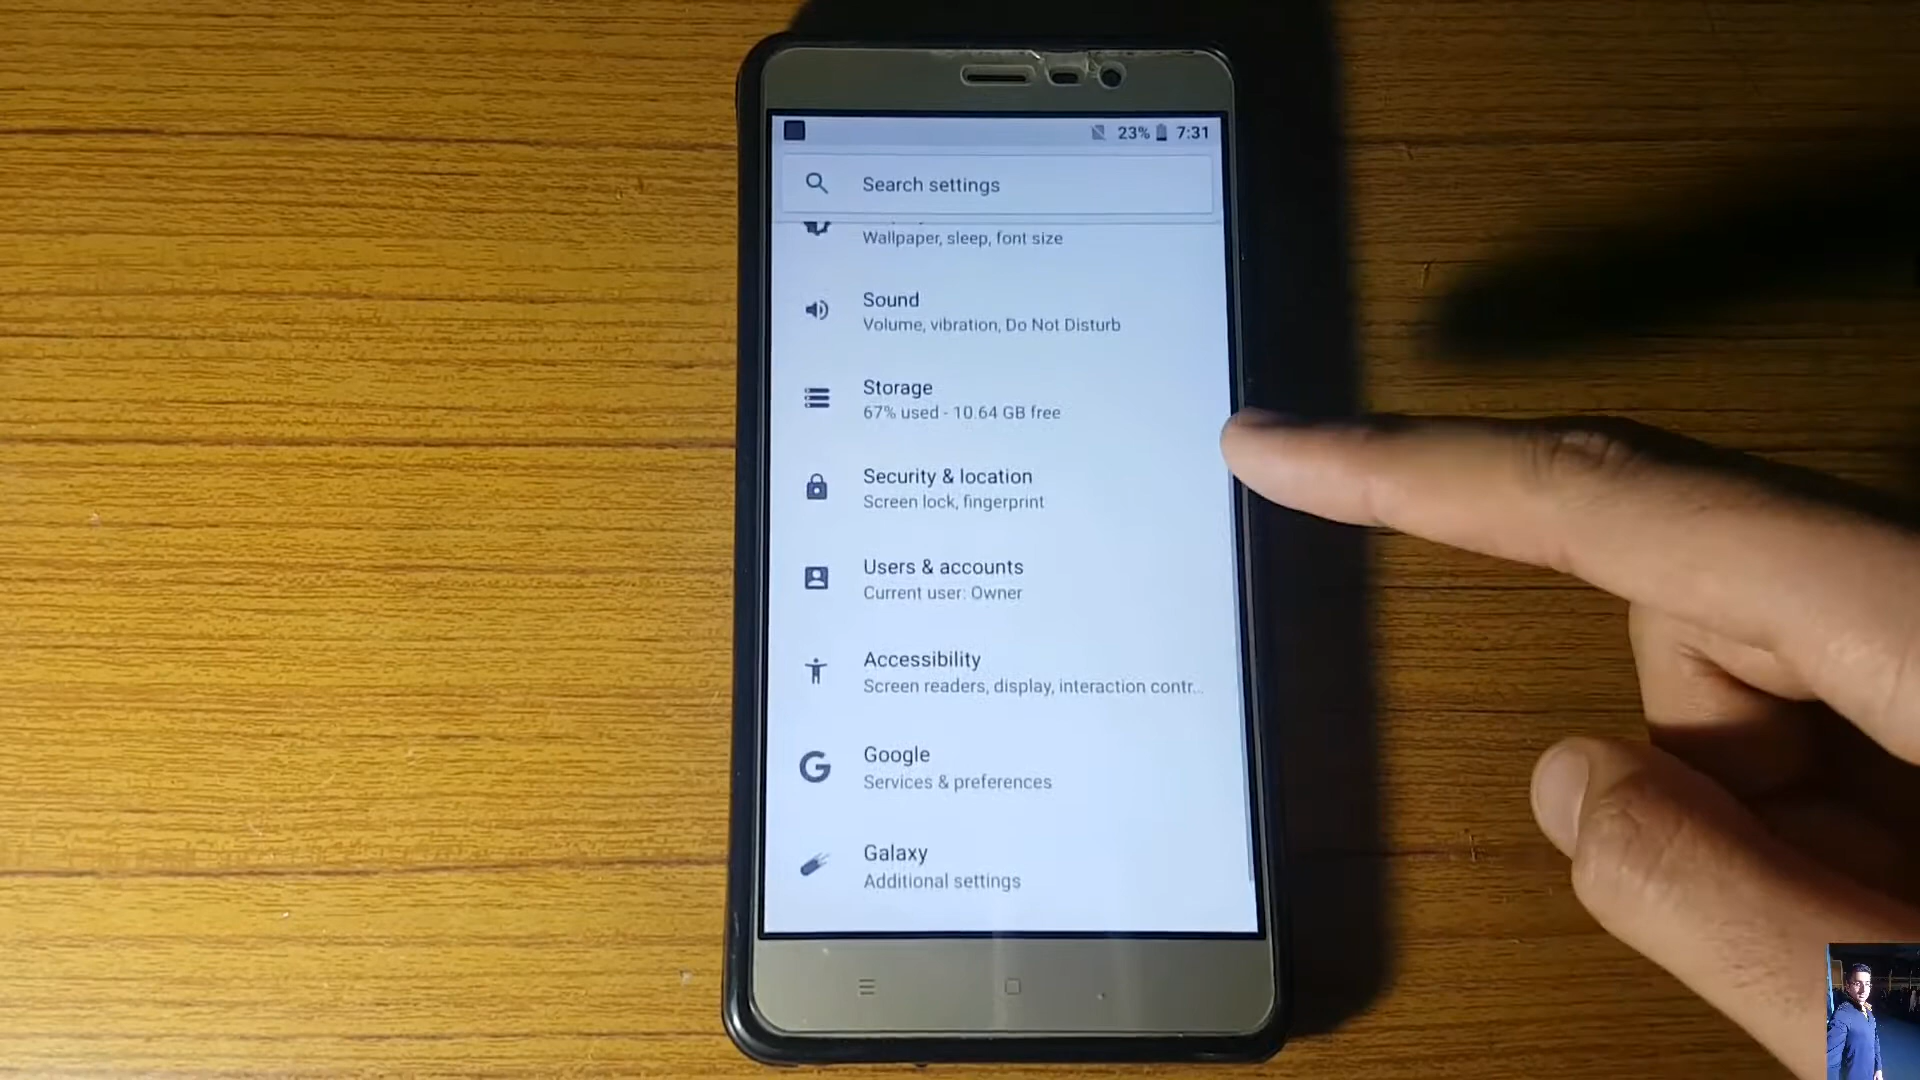 23% 7:31
Search settings
Wallpaper, sleep, font size
Sound
Volume, vibration, Do Not Disturb
Storage
67% used - 10.64 GB free
Security & location
Screen lock, fingerprint
Users & accounts
Current user: Owner
Accessibility
Screen readers, display, interaction contr...
Google
Services & preferences
Galaxy
Additional settings